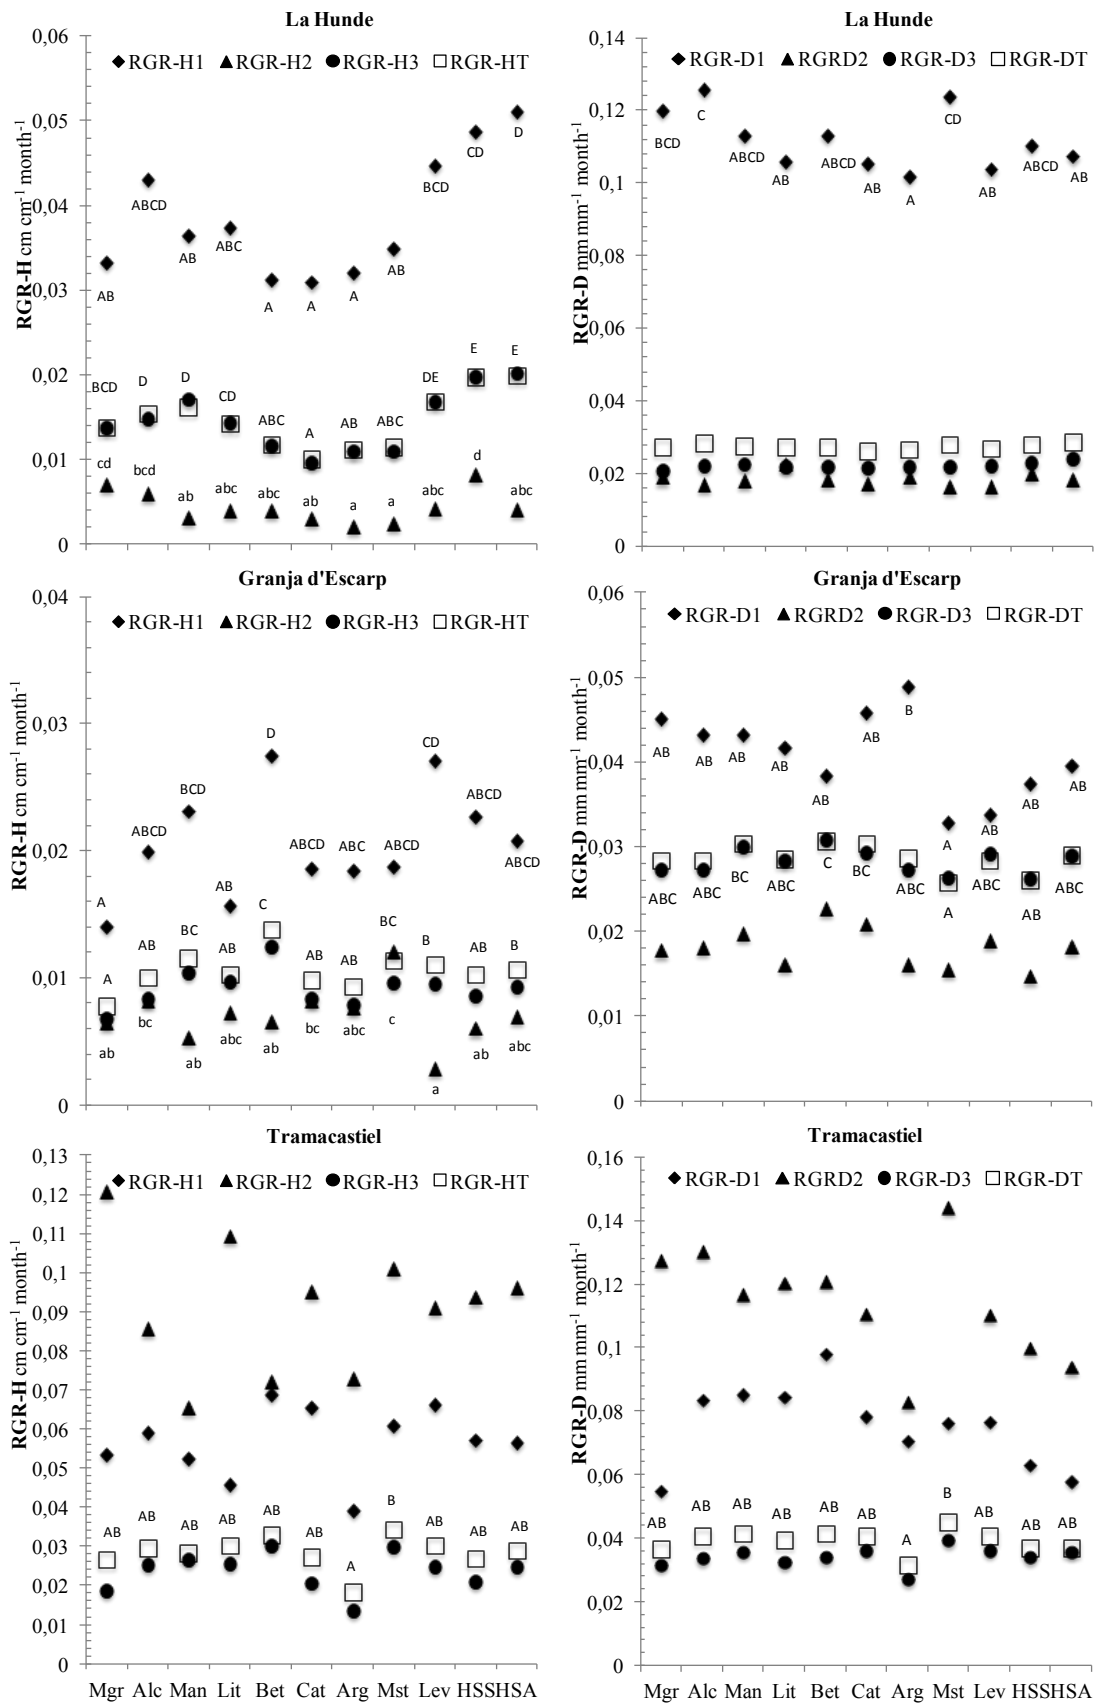 La Hunde
0,06
◆RGR-H1 ▲RGR-H2 ●RGR-H3 □RGR-HT
0,05
0,04
0,03
0,02
0,01
0
RGR-H cm cm⁻¹ month⁻¹
AB ABCD AB ABC A A A AB BCD CD D
BCD D D CD ABC A AB ABC DE E E
cd bcd ab abc abc ab a a abc d abc
La Hunde
0,14
◆RGR-D1 ▲RGRD2 ●RGR-D3 □RGR-DT
0,12
0,1
0,08
0,06
0,04
0,02
0
RGR-D mm mm⁻¹ month⁻¹
BCD C ABCD AB ABCD AB A CD AB ABCD AB
Granja d'Escarp
0,04
◆RGR-H1 ▲RGR-H2 ●RGR-H3 □RGR-HT
0,03
0,02
0,01
0
RGR-H cm cm⁻¹ month⁻¹
A ABCD BCD AB D ABCD ABC ABCD CD ABCD ABCD
A AB BC AB C AB AB BC B AB B
ab bc ab abc ab bc abc c a ab abc
Granja d'Escarp
0,06
◆RGR-D1 ▲RGRD2 ●RGR-D3 □RGR-DT
0,05
0,04
0,03
0,02
0,01
0
RGR-D mm mm⁻¹ month⁻¹
AB AB AB AB AB AB B A AB AB AB
ABC ABC BC ABC C BC ABC A ABC AB ABC
Tramacastiel
0,13
◆RGR-H1 ▲RGR-H2 ●RGR-H3 □RGR-HT
0,12
0,11
0,1
0,09
0,08
0,07
0,06
0,05
0,04
0,03
0,02
0,01
0
RGR-H cm cm⁻¹ month⁻¹
AB AB AB AB AB AB A B AB AB AB
Mgr Alc Man Lit Bet Cat Arg Mst Lev HSS HSA
Tramacastiel
0,16
◆RGR-D1 ▲RGRD2 ●RGR-D3 □RGR-DT
0,14
0,12
0,1
0,08
0,06
0,04
0,02
0
RGR-D mm mm⁻¹ month⁻¹
AB AB AB AB AB AB A B AB AB AB
Mgr Alc Man Lit Bet Cat Arg Mst Lev HSS HSA